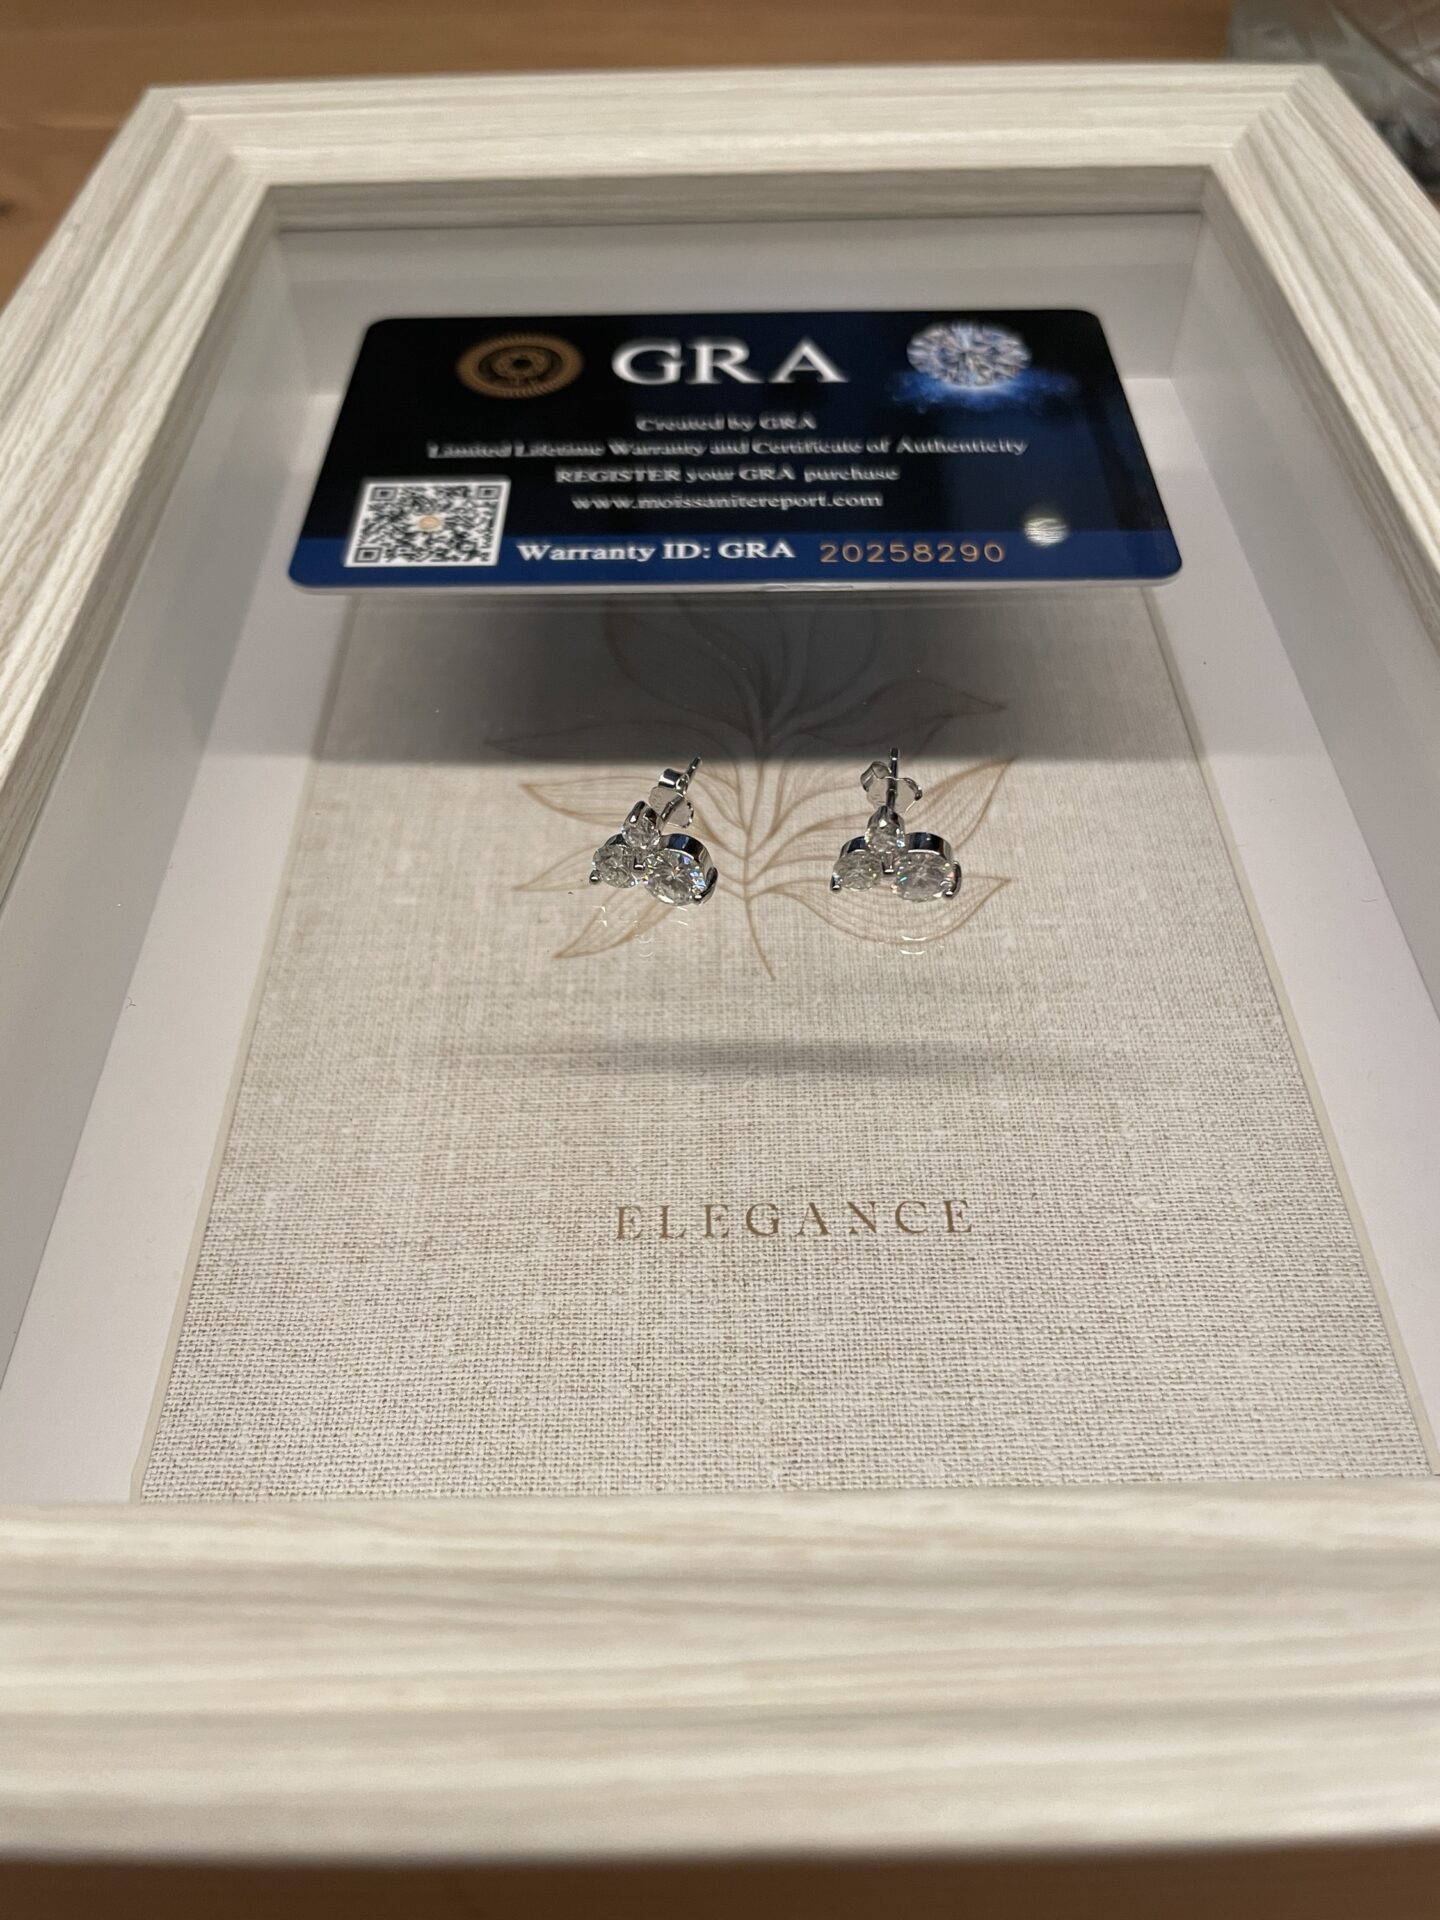 GRA
Created by GRA
Limited Lifetime Warranty and Certificate of Authenticity
REGISTER your GRA purchase
www.moissanitereport.com
Warranty ID: GRA 20258290
ELEGANCE